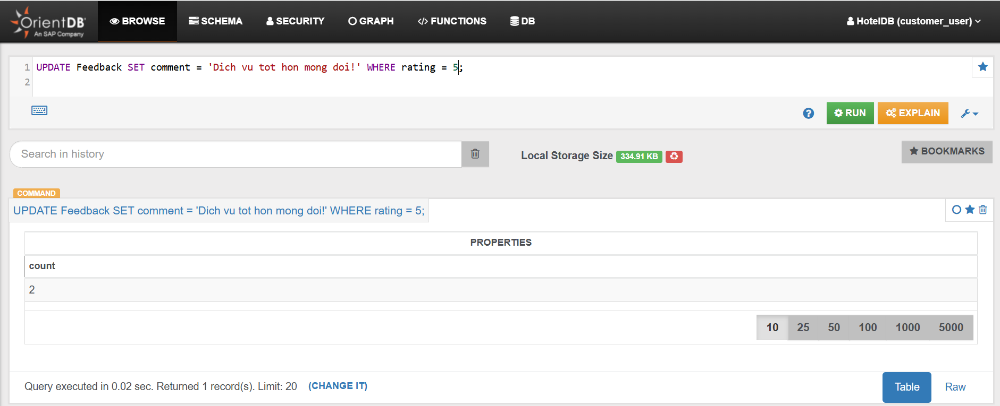 OrientDB
An SAP Company
BROWSE
SCHEMA
SECURITY
GRAPH
</> FUNCTIONS
DB
HotelDB (customer_user)
1 UPDATE Feedback SET comment = 'Dich vu tot hon mong doi!' WHERE rating = 5;
2
? RUN EXPLAIN
Search in history
Local Storage Size 334.91 KB
BOOKMARKS
COMMAND
UPDATE Feedback SET comment = 'Dich vu tot hon mong doi!' WHERE rating = 5;
PROPERTIES
count
2
10 25 50 100 1000 5000
Query executed in 0.02 sec. Returned 1 record(s). Limit: 20 (CHANGE IT)
Table Raw